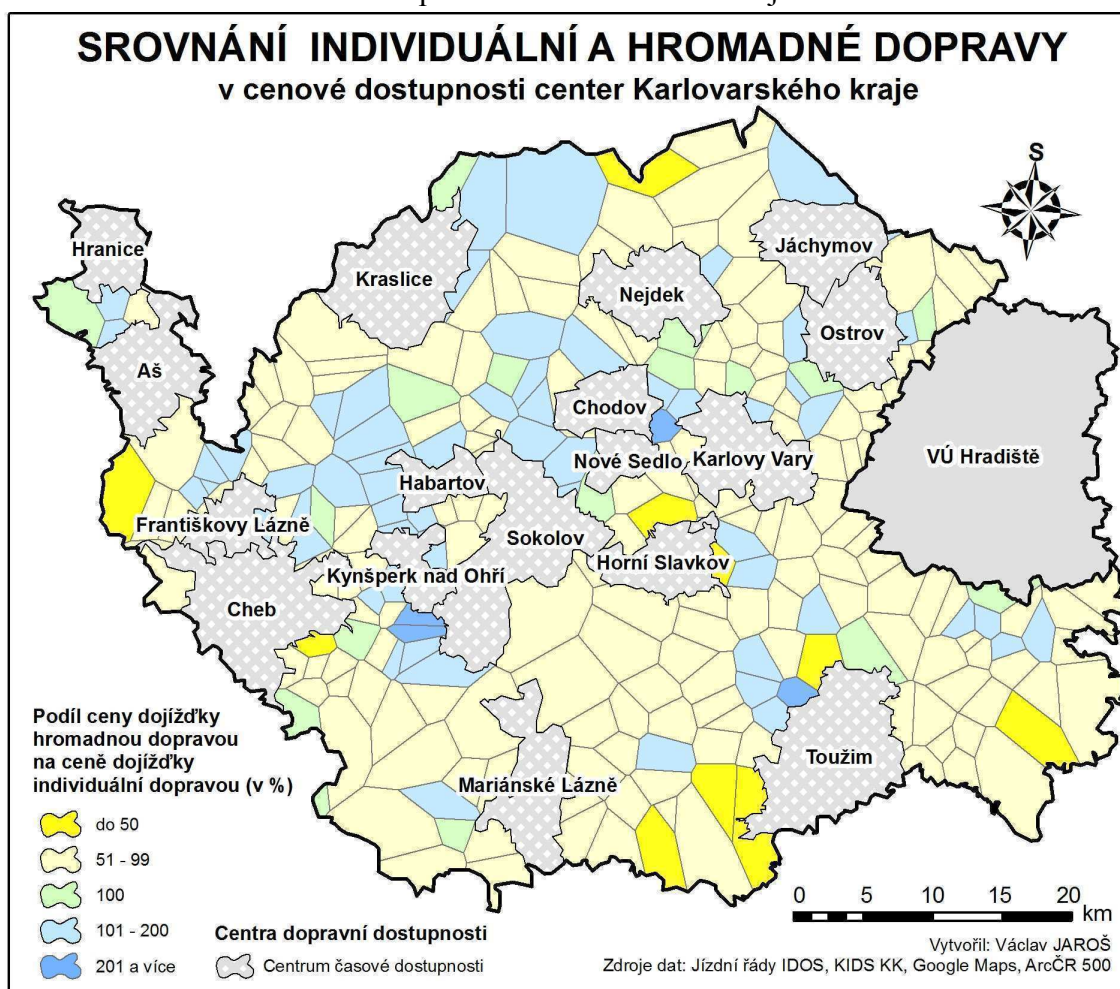 SROVNÁNÍ INDIVIDUÁLNÍ A HROMADNÉ DOPRAVY
v cenové dostupnosti center Karlovarského kraje
S
Hranice
Jáchymov
Kraslice
Nejdek
Ostrov
Aš
Chodov
Nové Sedlo
Karlovy Vary
VÚ Hradiště
Habartov
Františkovy Lázně
Sokolov
Horní Slavkov
Kynšperk nad Ohří
Cheb
Toužim
Mariánské Lázně
Podíl ceny dojížďky
hromadnou dopravou
na ceně dojížďky
individuální dopravou (v %)
do 50
51 - 99
100
101 - 200
201 a více
Centra dopravní dostupnosti
Centrum časové dostupnosti
0 5 10 15 20
km
Vytvořil: Václav JAROŠ
Zdroje dat: Jízdní řády IDOS, KIDS KK, Google Maps, ArcČR 500